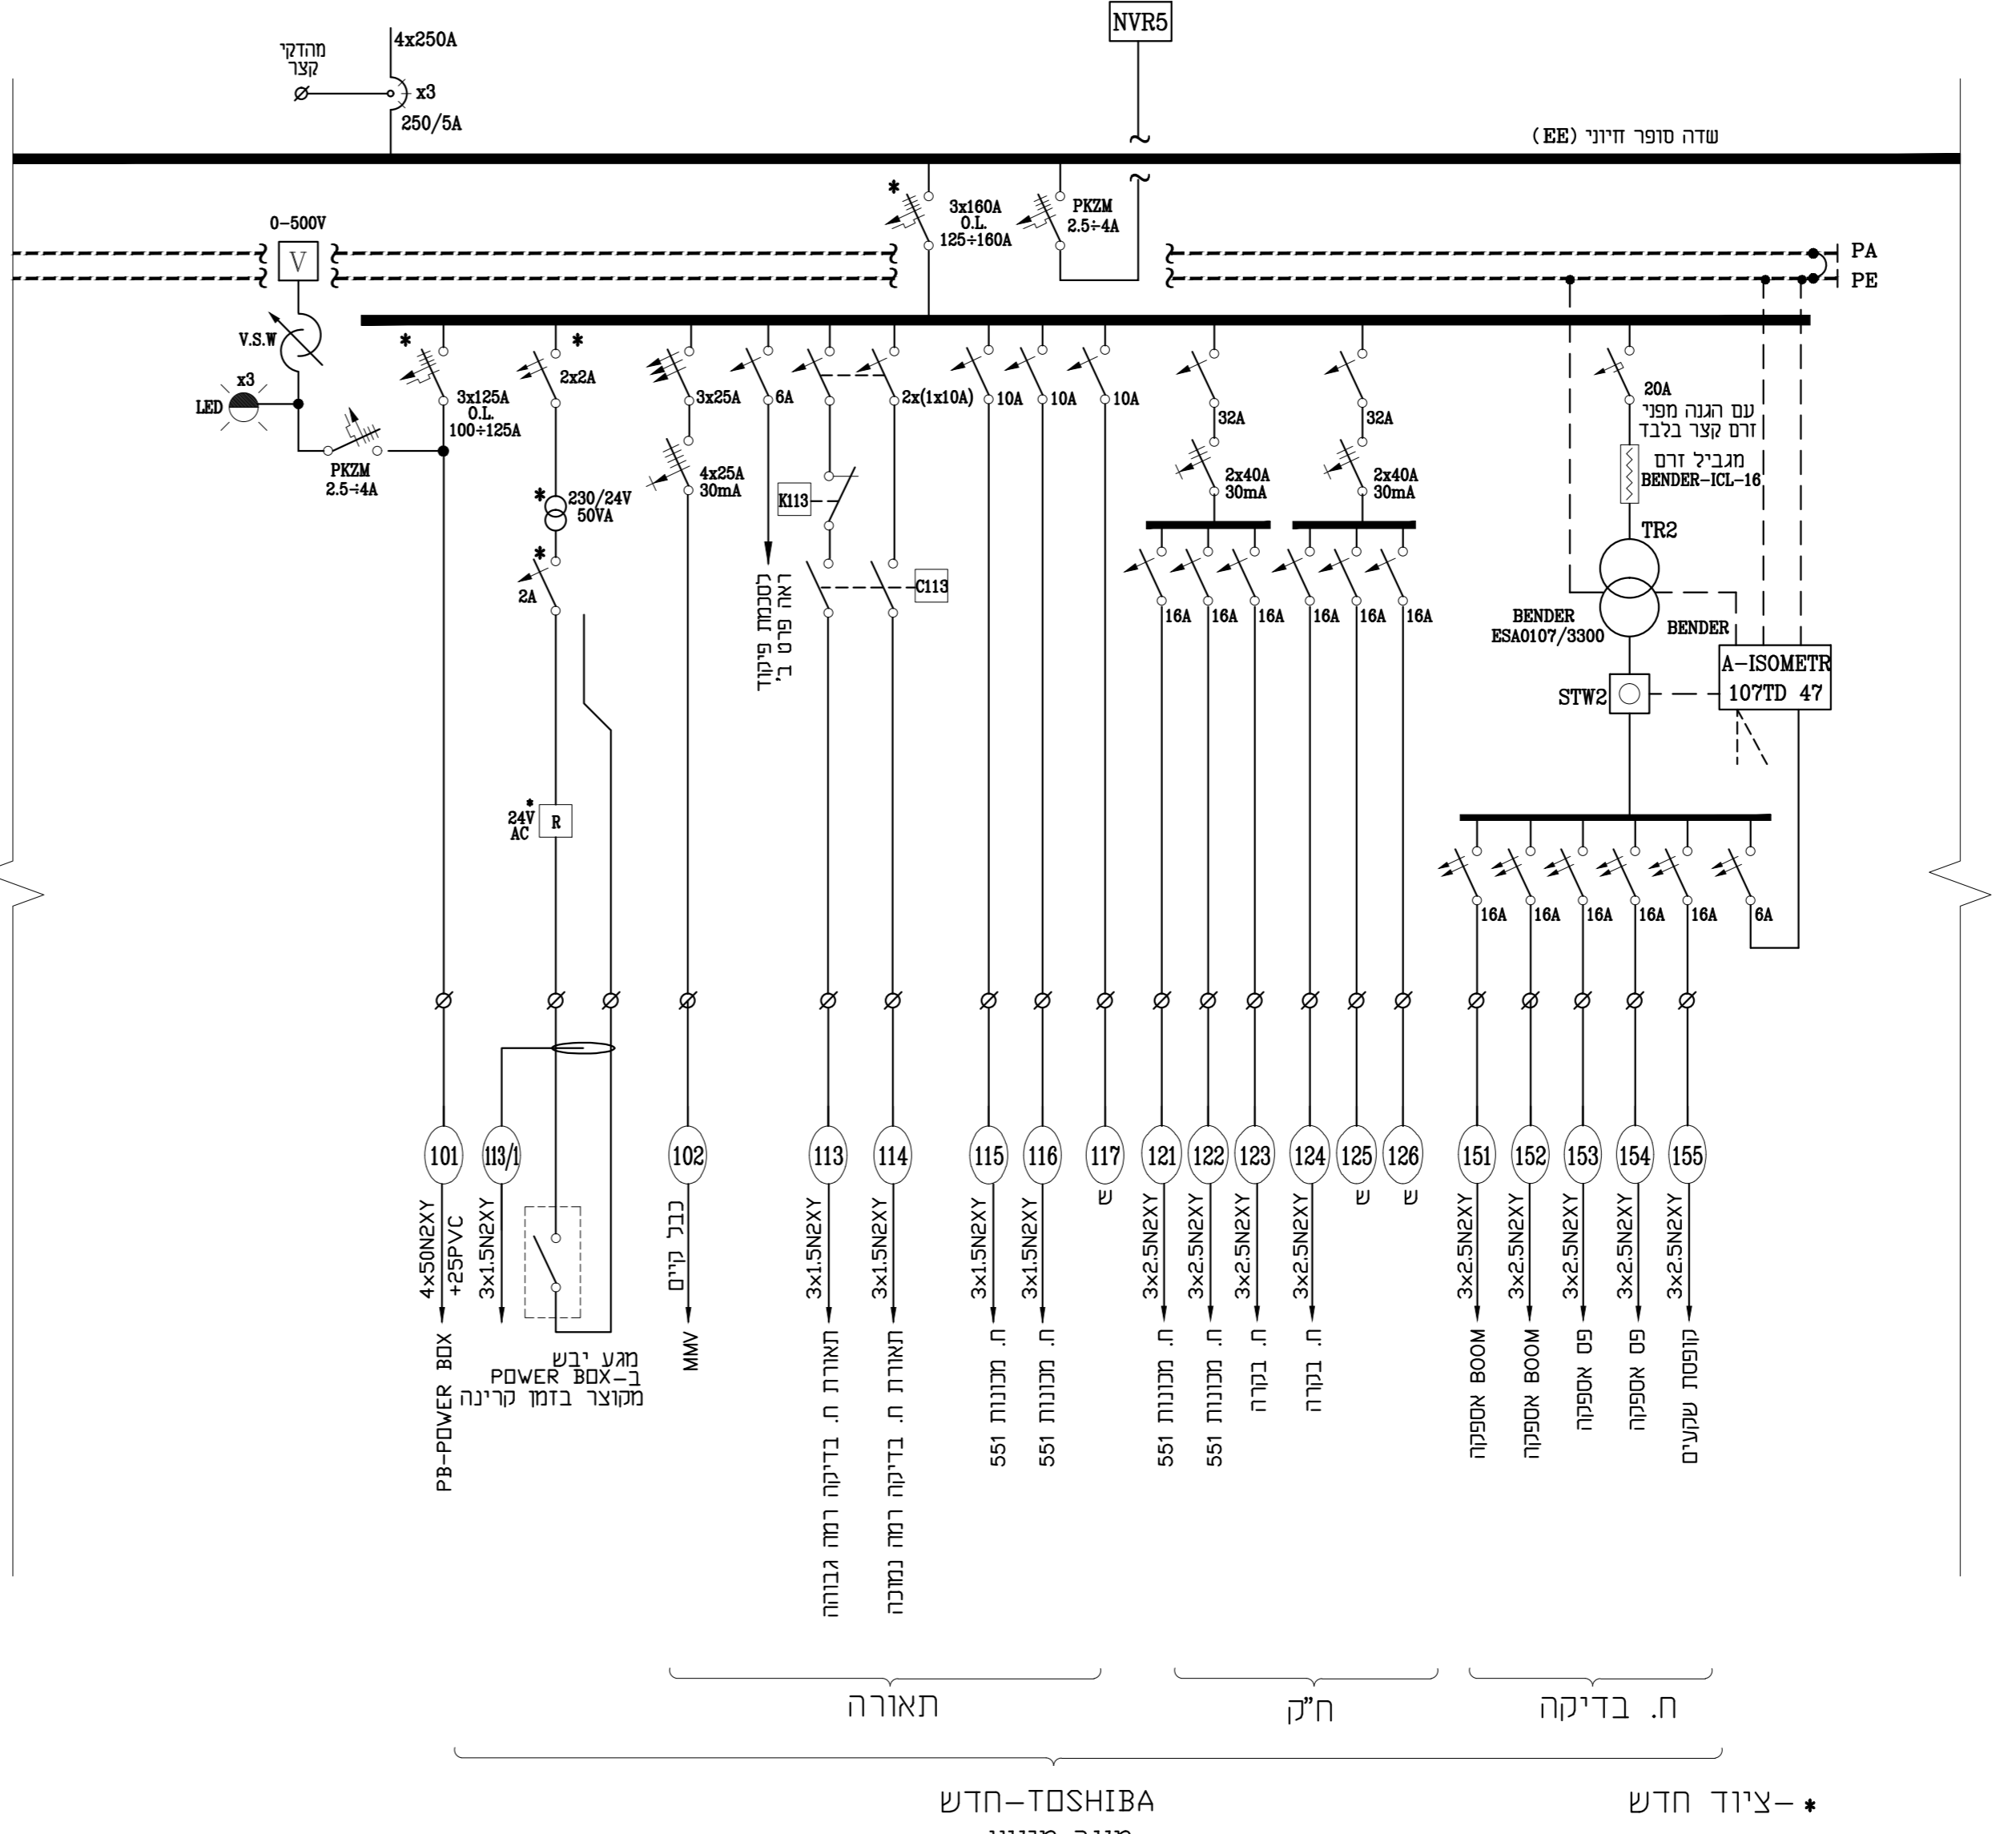 NVR5
מהדקי
קצר
4x250A
x3
250/5A
שדה סופר חיוני (EE)
*
3x160A
O.L.
125÷160A
PKZM
2.5÷4A
0-500V
V
PA
PE
V.S.W
x3
LED
PKZM
2.5÷4A
*
3x125A
O.L.
100÷125A
*
2x2A
3x25A
6A
2x(1x10A)
10A
10A
10A
32A
32A
20A
עם הגנה מפני
זרם קצר בלבד
מגביל זרם
BENDER-ICL-16
*
230/24V
50VA
4x25A
30mA
K113
2x40A
30mA
2x40A
30mA
*
2A
לסכמת פיקוד
ראה פרט ב'
C113
16A
16A
16A
16A
16A
16A
TR2
BENDER
ESA0107/3300
BENDER
A-ISOMETR
107TD 47
STW2
*
24V
AC
R
16A
16A
16A
16A
16A
6A
101
113/1
102
113
114
115
116
117
121
122
123
124
125
126
151
152
153
154
155
ש
ש
ש
4x50N2XY
+25PVC
3x1.5N2XY
כבל קיים
3x1.5N2XY
3x1.5N2XY
3x1.5N2XY
3x1.5N2XY
3x2.5N2XY
3x2.5N2XY
3x2.5N2XY
3x2.5N2XY
3x2.5N2XY
3x2.5N2XY
3x2.5N2XY
3x2.5N2XY
3x2.5N2XY
PB-POWER BOX
מגע יבש
ב-POWER BOX
מקוצר בזמן קרינה
MMV
תאורת ח. בדיקה רמה גבוהה
תאורת ח. בדיקה רמה נמוכה
ח. מכונות 551
ח. מכונות 551
ח. מכונות 551
ח. מכונות 551
ח. בקרה
ח. בקרה
אספקה BOOM
אספקה BOOM
פס אספקה
פס אספקה
קופסת שקעים
תאורה
ח"ק
ח. בדיקה
TOSHIBA-חדש
* -ציוד חדש